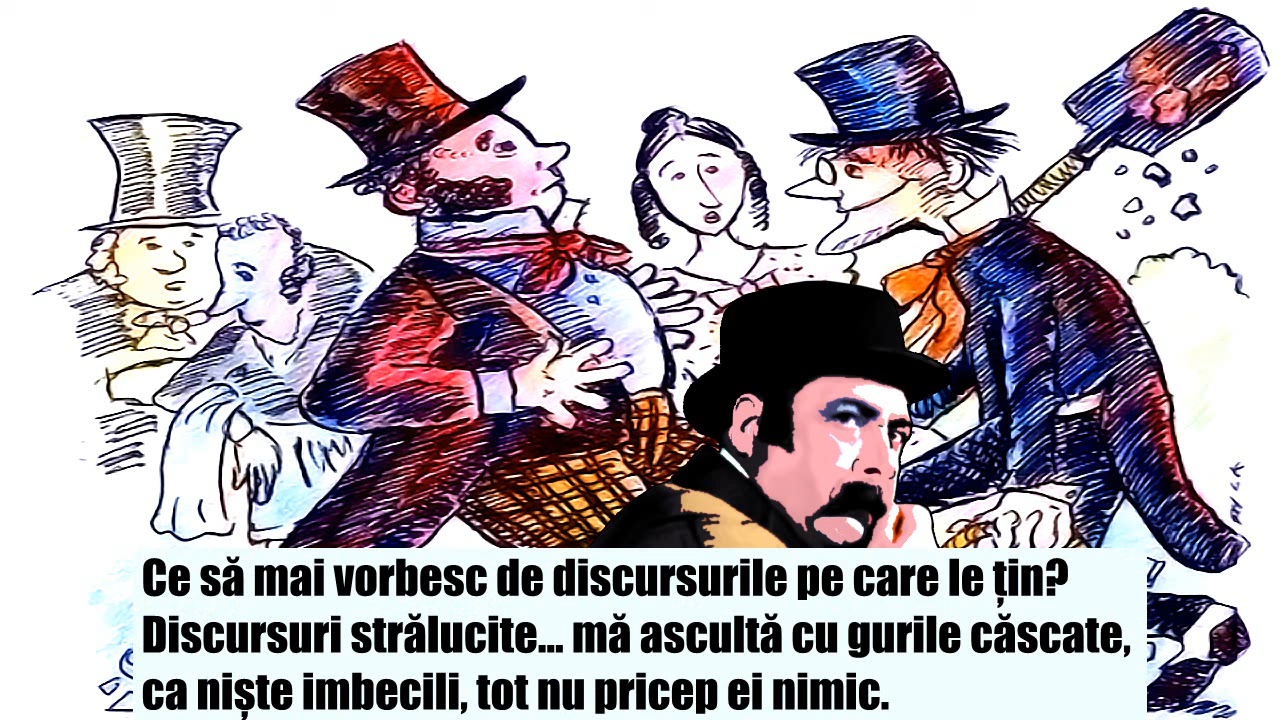 Ce să mai vorbesc de discursurile pe care le țin?
Discursuri strălucite... mă ascultă cu gurile căscate,
ca niște imbecili, tot nu pricep ei nimic.